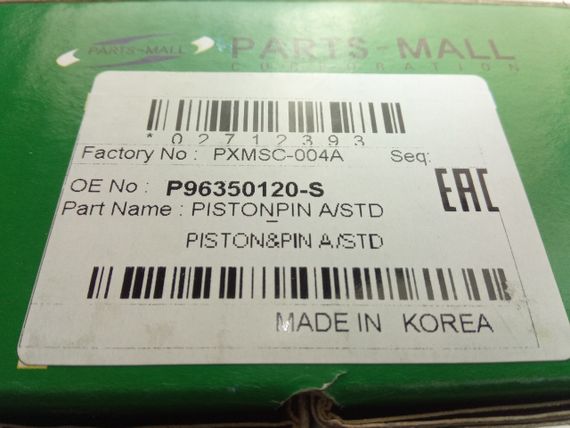 PARTS-MALL
PARTS-MALL
CORPORATION
*02712393
Factory No : PXMSC-004A Seq:
OE No : P96350120-S
EAC
Part Name : PISTONPIN A/STD
PISTON&PIN A/STD
MADE IN KOREA